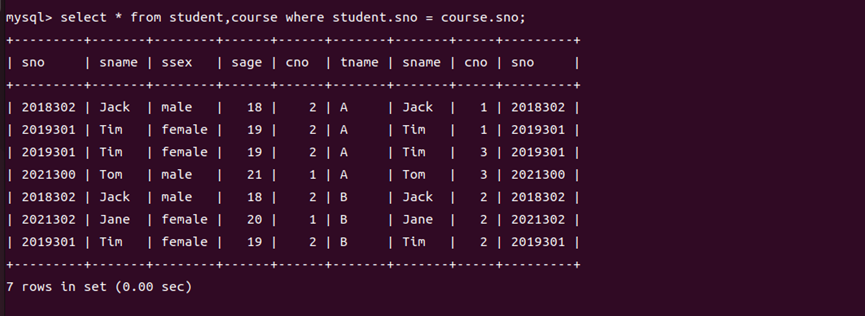 mysql> select * from student,course where student.sno = course.sno;
+---------+-------+--------+------+------+-------+-------+-----+---------+
| sno     | sname | ssex   | sage | cno  | tname | sname | cno | sno     |
+---------+-------+--------+------+------+-------+-------+-----+---------+
| 2018302 | Jack  | male   |   18 |    2 | A     | Jack  |   1 | 2018302 |
| 2019301 | Tim   | female |   19 |    2 | A     | Tim   |   1 | 2019301 |
| 2019301 | Tim   | female |   19 |    2 | A     | Tim   |   3 | 2019301 |
| 2021300 | Tom   | male   |   21 |    1 | A     | Tom   |   3 | 2021300 |
| 2018302 | Jack  | male   |   18 |    2 | B     | Jack  |   2 | 2018302 |
| 2021302 | Jane  | female |   20 |    1 | B     | Jane  |   2 | 2021302 |
| 2019301 | Tim   | female |   19 |    2 | B     | Tim   |   2 | 2019301 |
+---------+-------+--------+------+------+-------+-------+-----+---------+
7 rows in set (0.00 sec)